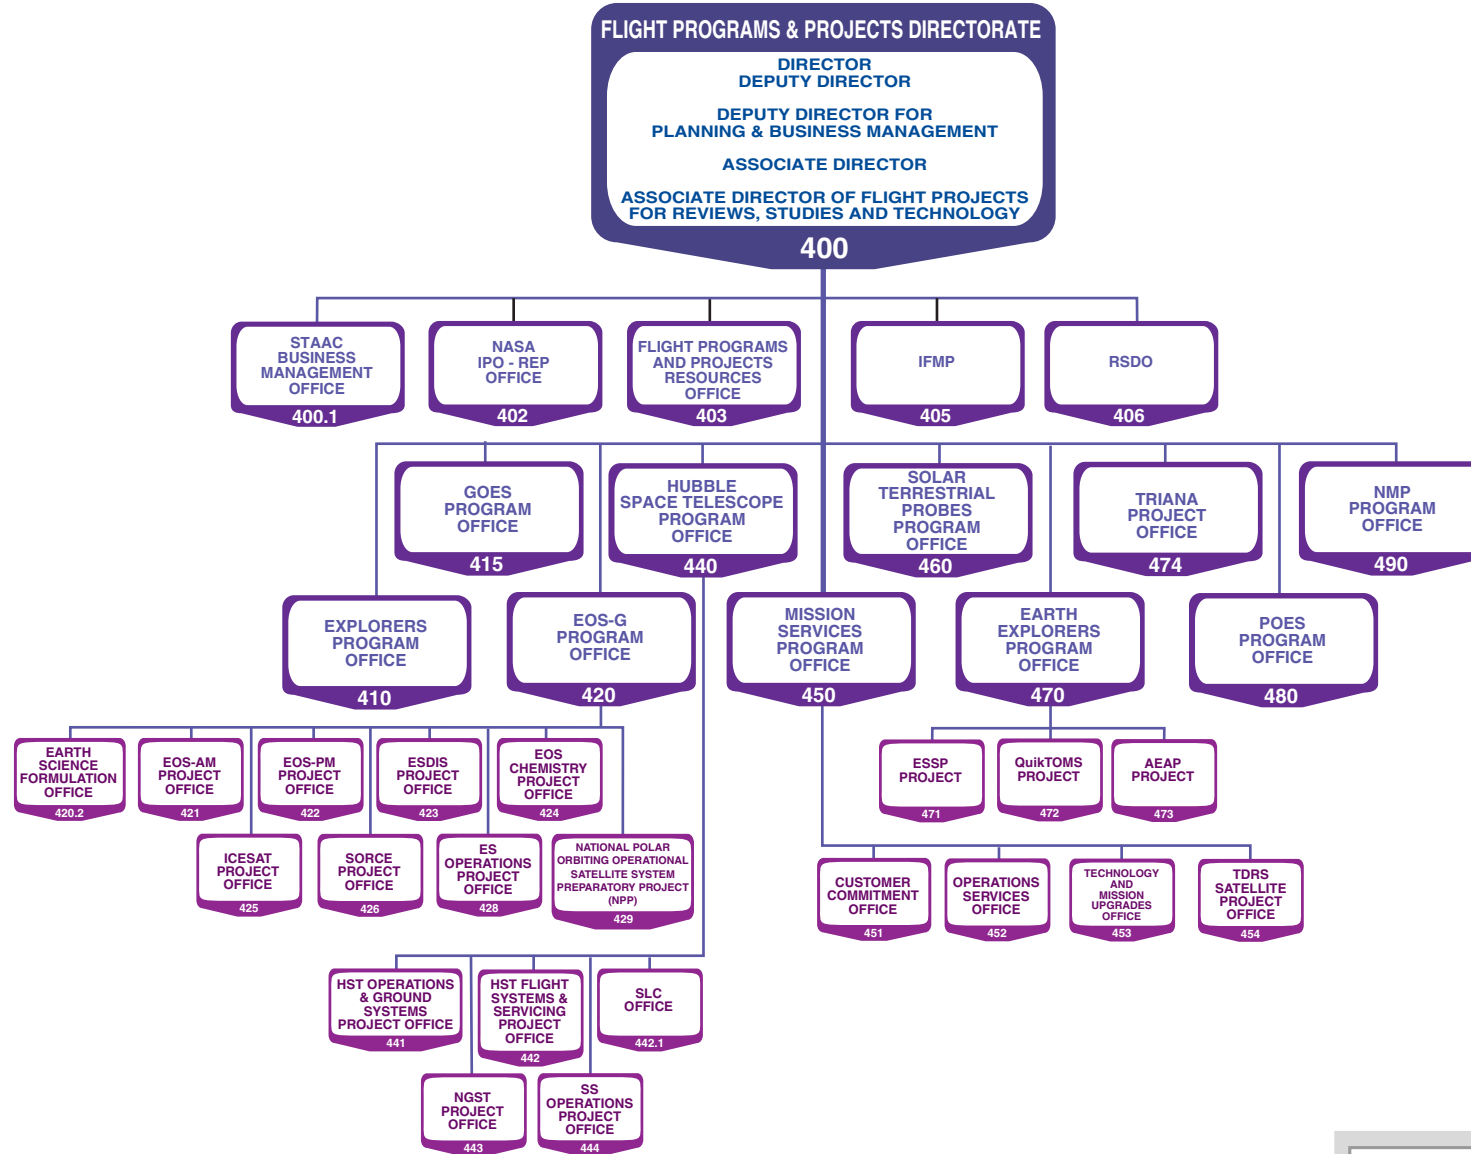 FLIGHT PROGRAMS & PROJECTS DIRECTORATE
DIRECTOR
DEPUTY DIRECTOR
DEPUTY DIRECTOR FOR
PLANNING & BUSINESS MANAGEMENT
ASSOCIATE DIRECTOR
ASSOCIATE DIRECTOR OF FLIGHT PROJECTS
FOR REVIEWS, STUDIES AND TECHNOLOGY
400
STAAC
BUSINESS
MANAGEMENT
OFFICE
400.1
NASA
IPO - REP
OFFICE
402
FLIGHT PROGRAMS
AND PROJECTS
RESOURCES
OFFICE
403
IFMP
405
RSDO
406
GOES
PROGRAM
OFFICE
415
HUBBLE
SPACE TELESCOPE
PROGRAM
OFFICE
440
SOLAR
TERRESTRIAL
PROBES
PROGRAM
OFFICE
460
TRIANA
PROJECT
OFFICE
474
NMP
PROGRAM
OFFICE
490
EXPLORERS
PROGRAM
OFFICE
410
EOS-G
PROGRAM
OFFICE
420
MISSION
SERVICES
PROGRAM
OFFICE
450
EARTH
EXPLORERS
PROGRAM
OFFICE
470
POES
PROGRAM
OFFICE
480
EARTH
SCIENCE
FORMULATION
OFFICE
420.2
EOS-AM
PROJECT
OFFICE
421
EOS-PM
PROJECT
OFFICE
422
ESDIS
PROJECT
OFFICE
423
EOS
CHEMISTRY
PROJECT
OFFICE
424
ESSP
PROJECT
471
QuikTOMS
PROJECT
472
AEAP
PROJECT
473
ICESAT
PROJECT
OFFICE
425
SORCE
PROJECT
OFFICE
426
ES
OPERATIONS
PROJECT
OFFICE
428
NATIONAL POLAR
ORBITING OPERATIONAL
SATELLITE SYSTEM
PREPARATORY PROJECT
(NPP)
429
CUSTOMER
COMMITMENT
OFFICE
451
OPERATIONS
SERVICES
OFFICE
452
TECHNOLOGY
AND
MISSION
UPGRADES
OFFICE
453
TDRS
SATELLITE
PROJECT
OFFICE
454
HST OPERATIONS
& GROUND
SYSTEMS
PROJECT OFFICE
441
HST FLIGHT
SYSTEMS &
SERVICING
PROJECT
OFFICE
442
SLC
OFFICE
442.1
NGST
PROJECT
OFFICE
443
SS
OPERATIONS
PROJECT
OFFICE
444